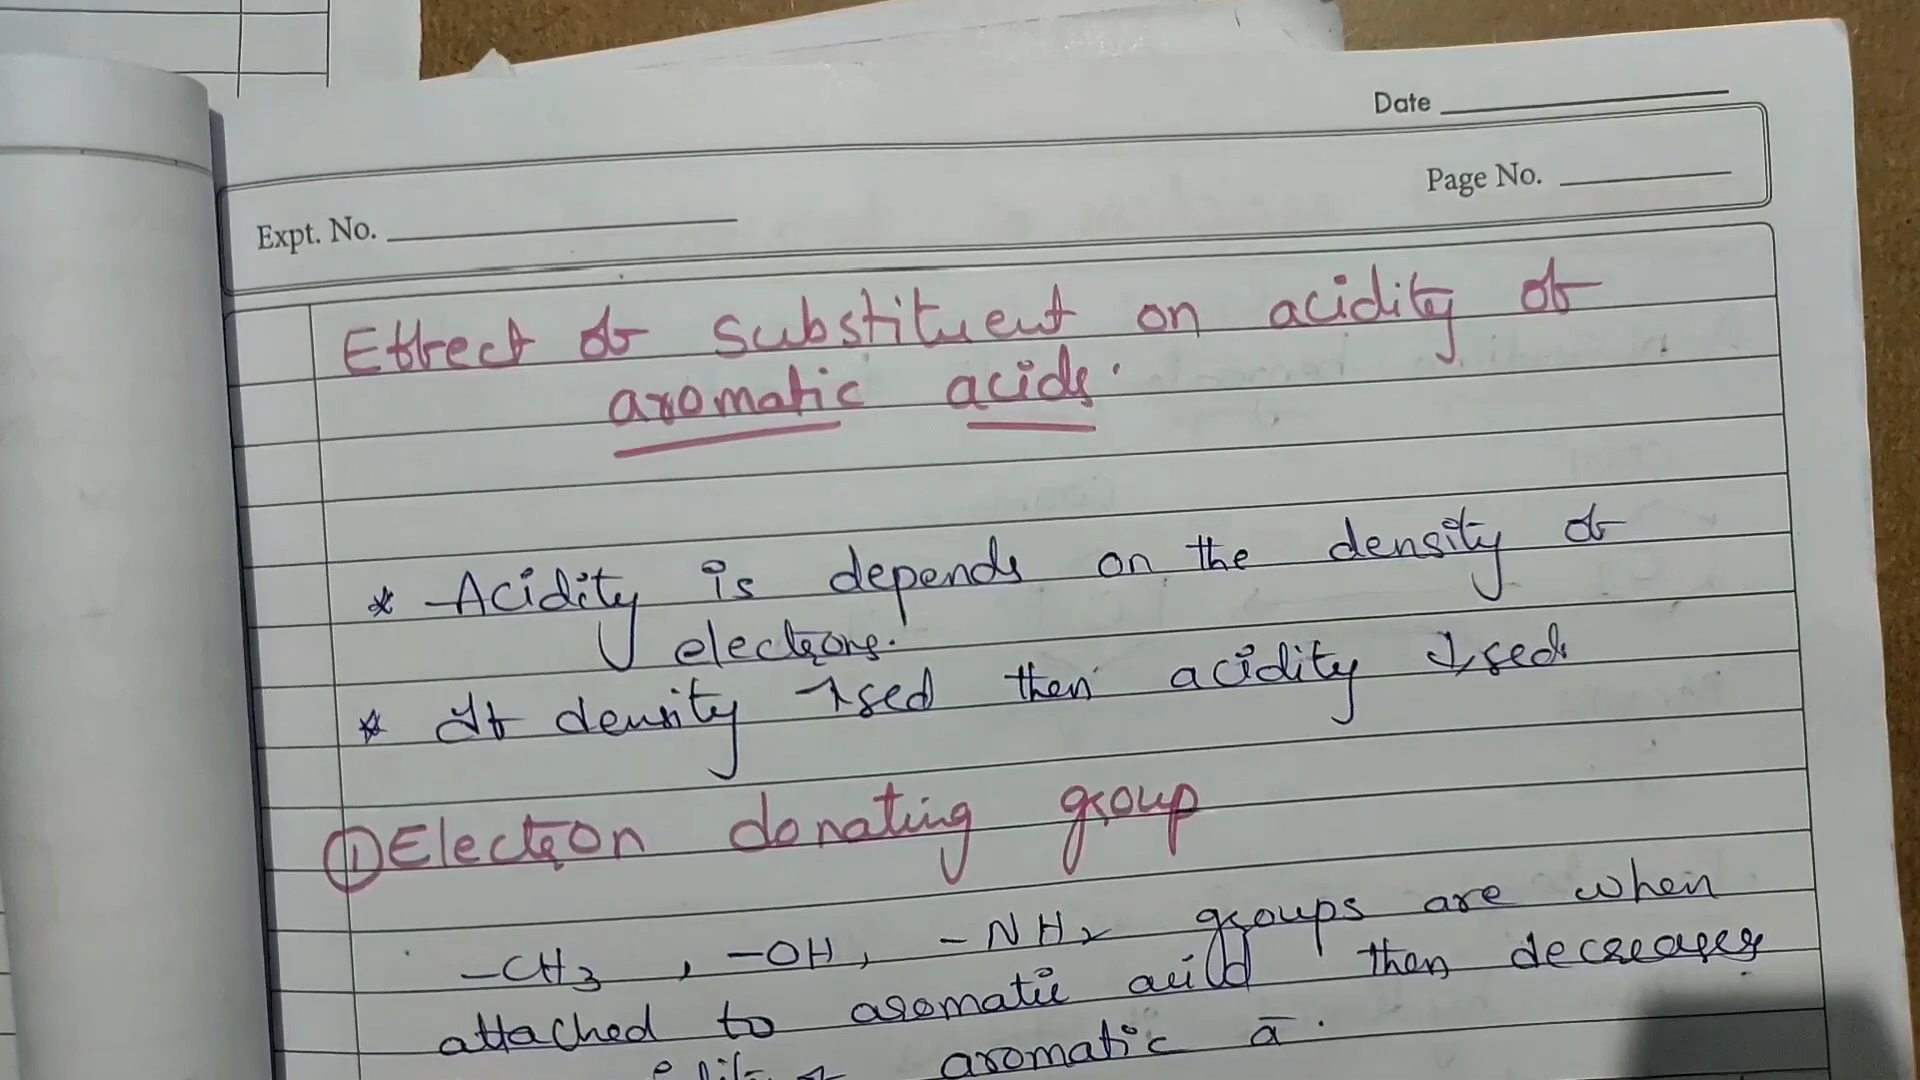 Date
Page No.
Expt. No.
Effect of substituent on acidity of
aromatic acids.
* Acidity is depends on the density of
electrons.
* If density ↑sed then acidity ↓sed
① Electron donating group
-CH3, -OH, -NH2 groups are when
attached to aromatic acid then decreases
aromatic a